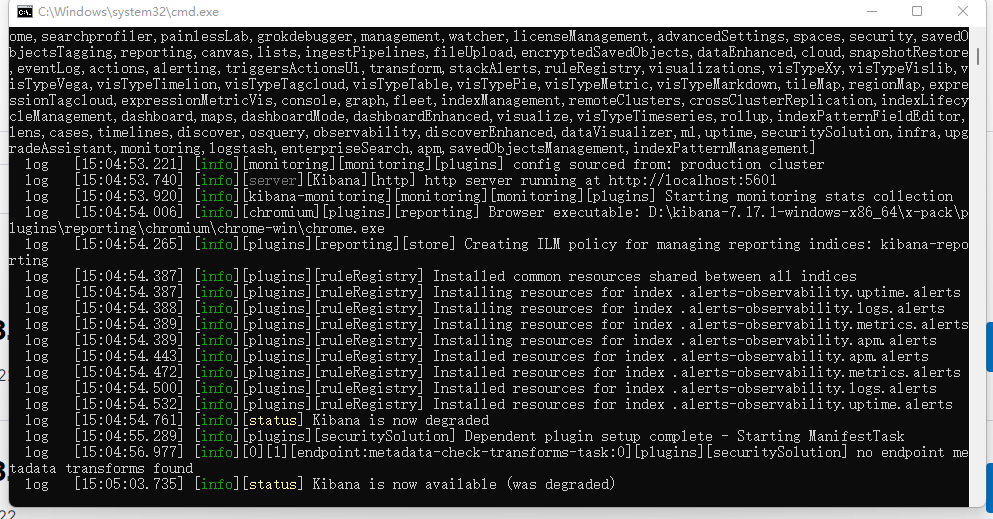 C:\Windows\system32\cmd.exe
ome,searchprofiler,painlessLab,grokdebugger,management,watcher,licenseManagement,advancedSettings,spaces,security,savedO
bjectsTagging,reporting,canvas,lists,ingestPipelines,fileUpload,encryptedSavedObjects,dataEnhanced,cloud,snapshotRestore
,eventLog,actions,alerting,triggersActionsUi,transform,stackAlerts,ruleRegistry,visualizations,visTypeXy,visTypeVislib,v
isTypeVega,visTypeTimelion,visTypeTagcloud,visTypeTable,visTypePie,visTypeMetric,visTypeMarkdown,tileMap,regionMap,expre
ssionTagcloud,expressionMetricVis,console,graph,fleet,indexManagement,remoteClusters,crossClusterReplication,indexLifecy
cleManagement,dashboard,maps,dashboardMode,dashboardEnhanced,visualize,visTypeTimeseries,rollup,indexPatternFieldEditor,
lens,cases,timelines,discover,osquery,observability,discoverEnhanced,dataVisualizer,ml,uptime,securitySolution,infra,upg
radeAssistant,monitoring,logstash,enterpriseSearch,apm,savedObjectsManagement,indexPatternManagement]
log [15:04:53.221] [info][monitoring][monitoring][plugins] config sourced from: production cluster
log [15:04:53.740] [info][server][Kibana][http] http server running at http://localhost:5601
log [15:04:53.920] [info][kibana-monitoring][monitoring][monitoring][plugins] Starting monitoring stats collection
log [15:04:54.006] [info][chromium][plugins][reporting] Browser executable: D:\kibana-7.17.1-windows-x86_64\x-pack\p
lugins\reporting\chromium\chrome-win\chrome.exe
log [15:04:54.265] [info][plugins][reporting][store] Creating ILM policy for managing reporting indices: kibana-repo
rting
log [15:04:54.387] [info][plugins][ruleRegistry] Installed common resources shared between all indices
log [15:04:54.387] [info][plugins][ruleRegistry] Installing resources for index .alerts-observability.uptime.alerts
log [15:04:54.388] [info][plugins][ruleRegistry] Installing resources for index .alerts-observability.logs.alerts
log [15:04:54.389] [info][plugins][ruleRegistry] Installing resources for index .alerts-observability.metrics.alerts
log [15:04:54.389] [info][plugins][ruleRegistry] Installing resources for index .alerts-observability.apm.alerts
log [15:04:54.443] [info][plugins][ruleRegistry] Installed resources for index .alerts-observability.apm.alerts
log [15:04:54.472] [info][plugins][ruleRegistry] Installed resources for index .alerts-observability.metrics.alerts
log [15:04:54.500] [info][plugins][ruleRegistry] Installed resources for index .alerts-observability.logs.alerts
log [15:04:54.532] [info][plugins][ruleRegistry] Installed resources for index .alerts-observability.uptime.alerts
log [15:04:54.761] [info][status] Kibana is now degraded
log [15:04:55.289] [info][plugins][securitySolution] Dependent plugin setup complete - Starting ManifestTask
log [15:04:56.977] [info][0][1][endpoint:metadata-check-transforms-task:0][plugins][securitySolution] no endpoint me
tadata transforms found
log [15:05:03.735] [info][status] Kibana is now available (was degraded)